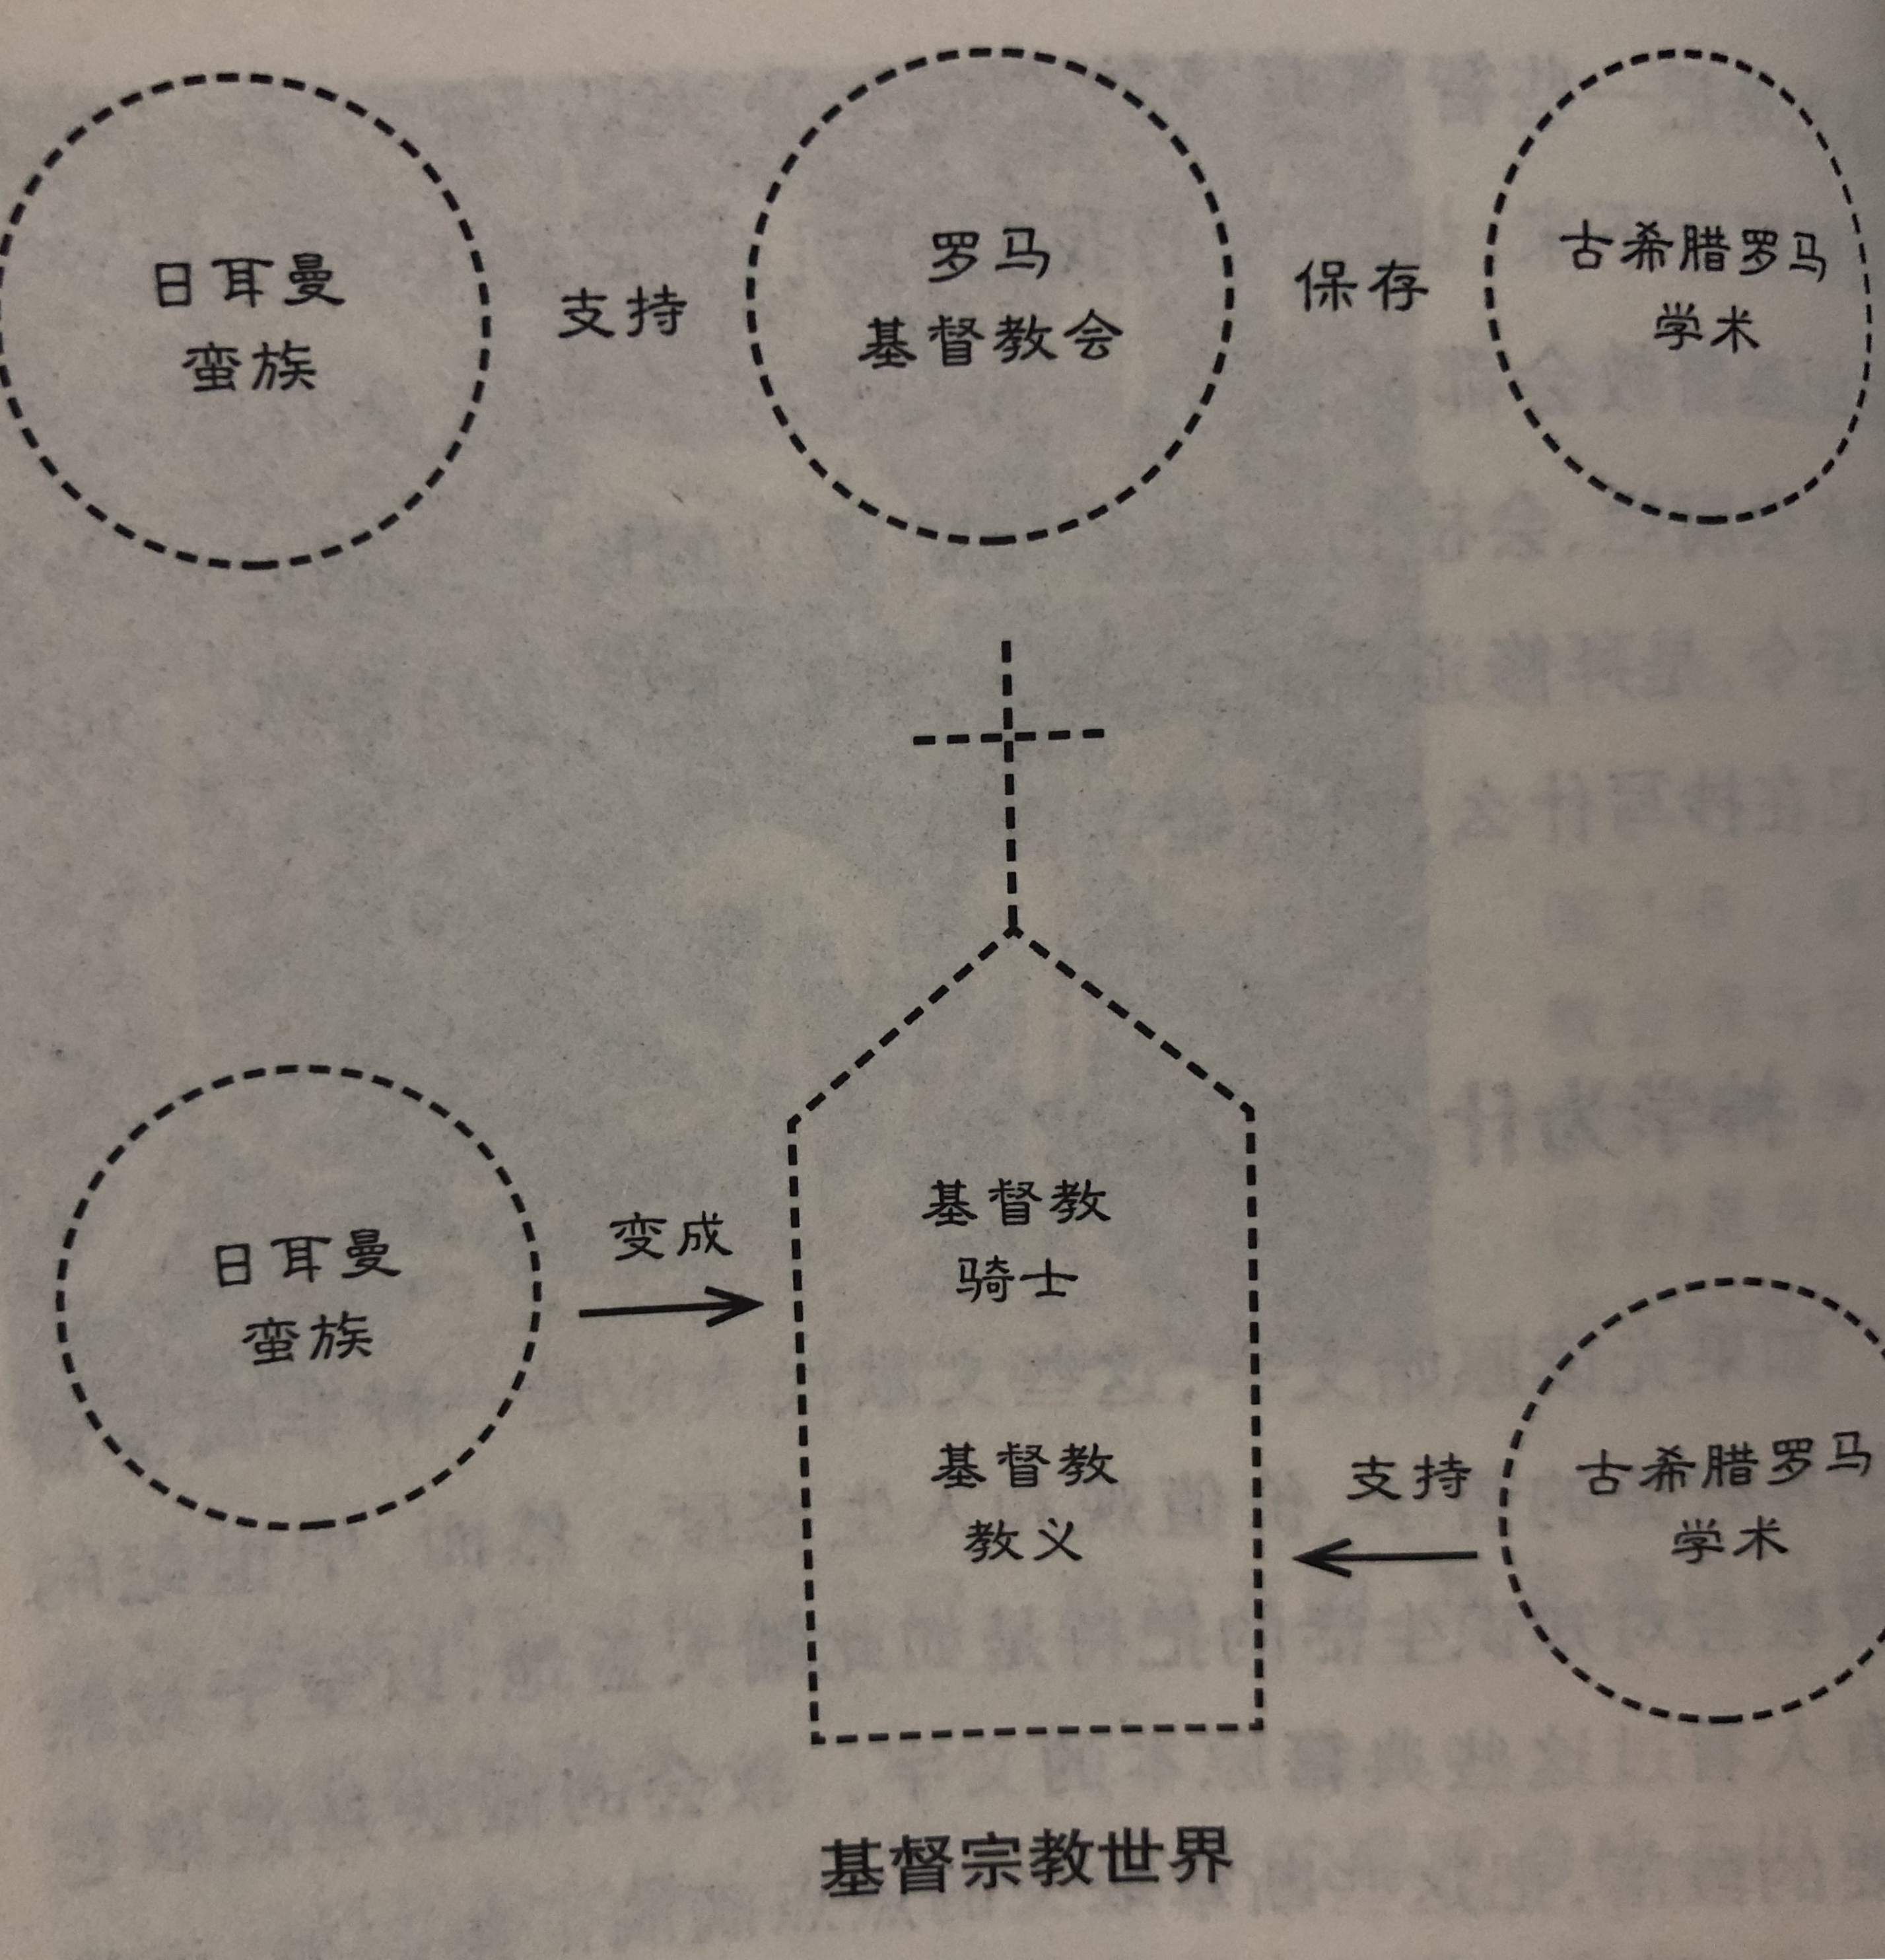 日耳曼
蛮族
支持
罗马
基督教会
保存
古希腊罗马
学术
日耳曼
蛮族
变成
基督教
骑士
基督教
教义
支持
古希腊罗马
学术
基督宗教世界